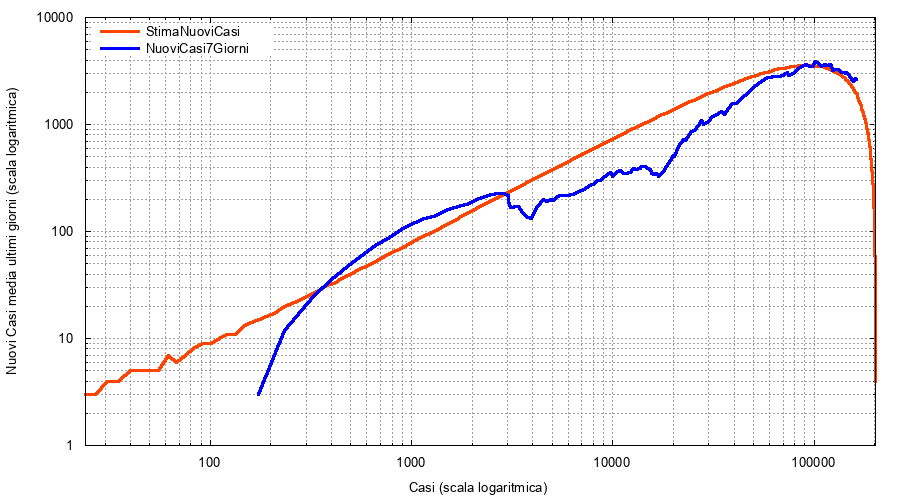 10000
StimaNuoviCasi
NuoviCasi7Giorni
1000
100
10
1
Nuovi Casi media ultimi giorni (scala logaritmica)
100 1000 10000 100000
Casi (scala logaritmica)